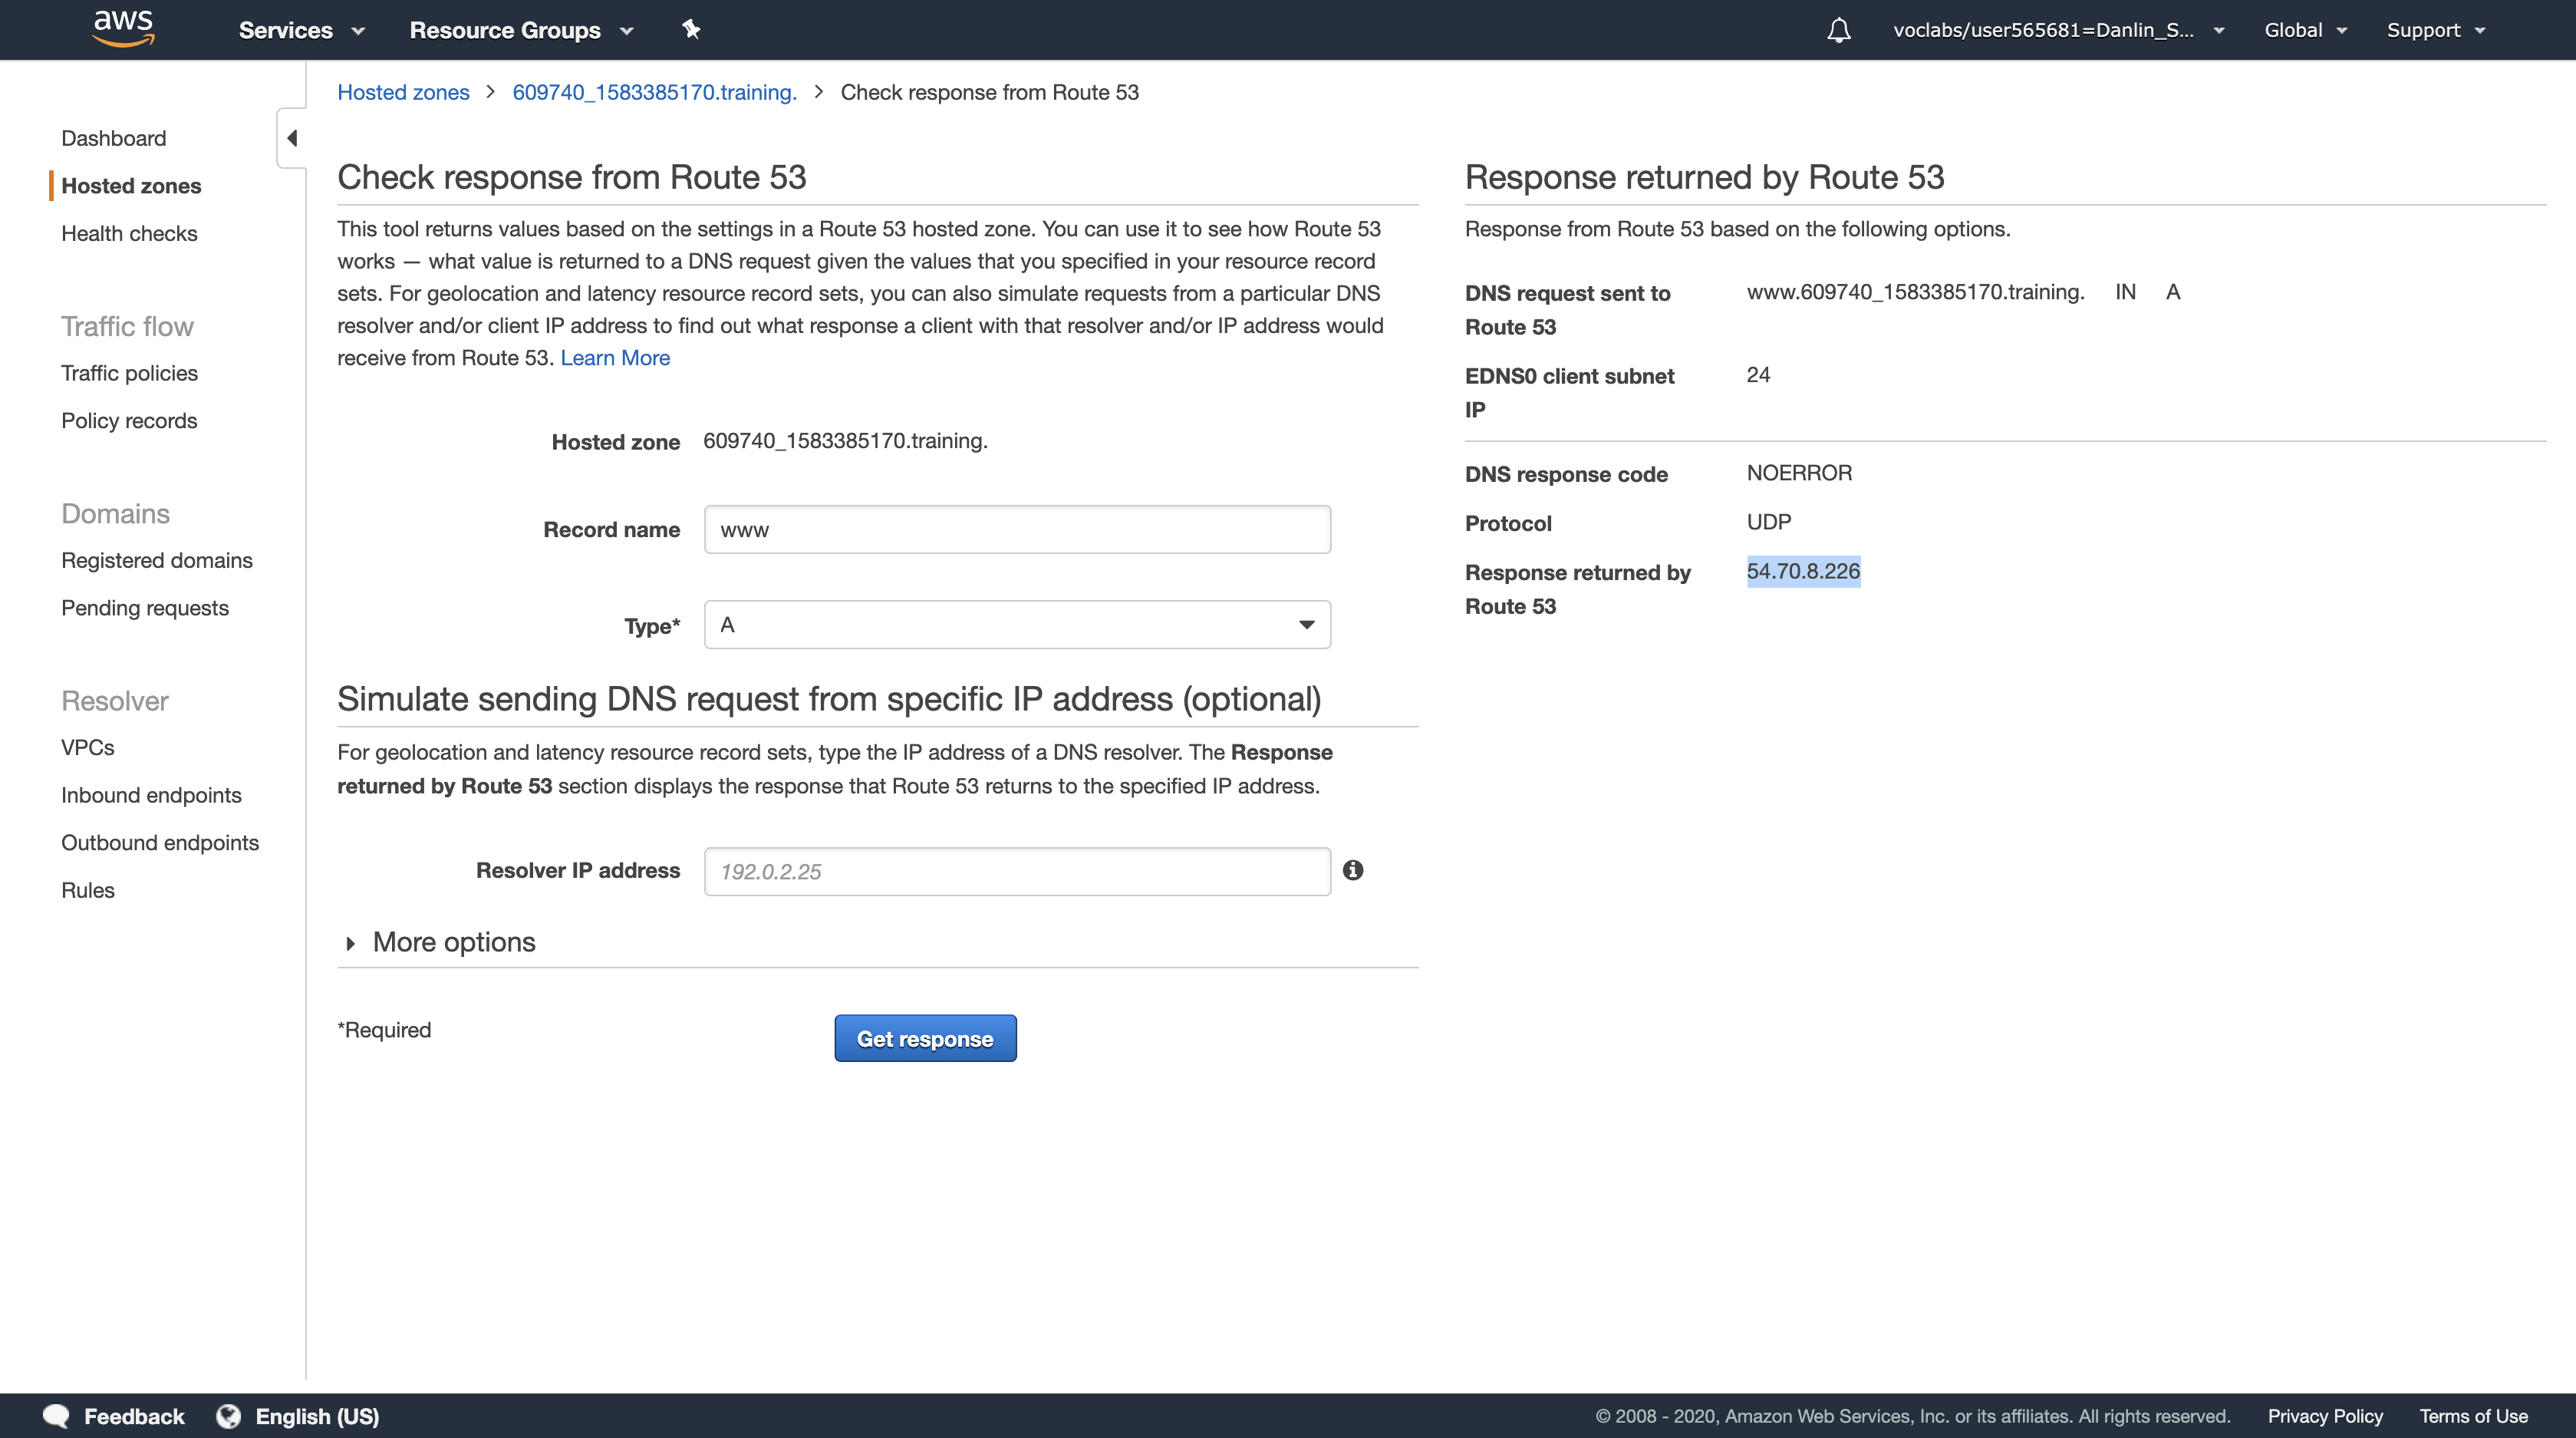 aws
Services
Resource Groups
voclabs/user565681=Danlin_S...
Global
Support
Dashboard
Hosted zones
Health checks
Traffic flow
Traffic policies
Policy records
Domains
Registered domains
Pending requests
Resolver
VPCs
Inbound endpoints
Outbound endpoints
Rules
Hosted zones > 609740_1583385170.training. > Check response from Route 53
Check response from Route 53
This tool returns values based on the settings in a Route 53 hosted zone. You can use it to see how Route 53
works — what value is returned to a DNS request given the values that you specified in your resource record
sets. For geolocation and latency resource record sets, you can also simulate requests from a particular DNS
resolver and/or client IP address to find out what response a client with that resolver and/or IP address would
receive from Route 53. Learn More
Hosted zone 609740_1583385170.training.
Record name www
Type* A
Simulate sending DNS request from specific IP address (optional)
For geolocation and latency resource record sets, type the IP address of a DNS resolver. The Response
returned by Route 53 section displays the response that Route 53 returns to the specified IP address.
Resolver IP address 192.0.2.25
More options
*Required
Get response
Response returned by Route 53
Response from Route 53 based on the following options.
DNS request sent to www.609740_1583385170.training. IN A
Route 53
EDNS0 client subnet 24
IP
DNS response code NOERROR
Protocol UDP
Response returned by 54.70.8.226
Route 53
Feedback
English (US)
© 2008 - 2020, Amazon Web Services, Inc. or its affiliates. All rights reserved.
Privacy Policy
Terms of Use